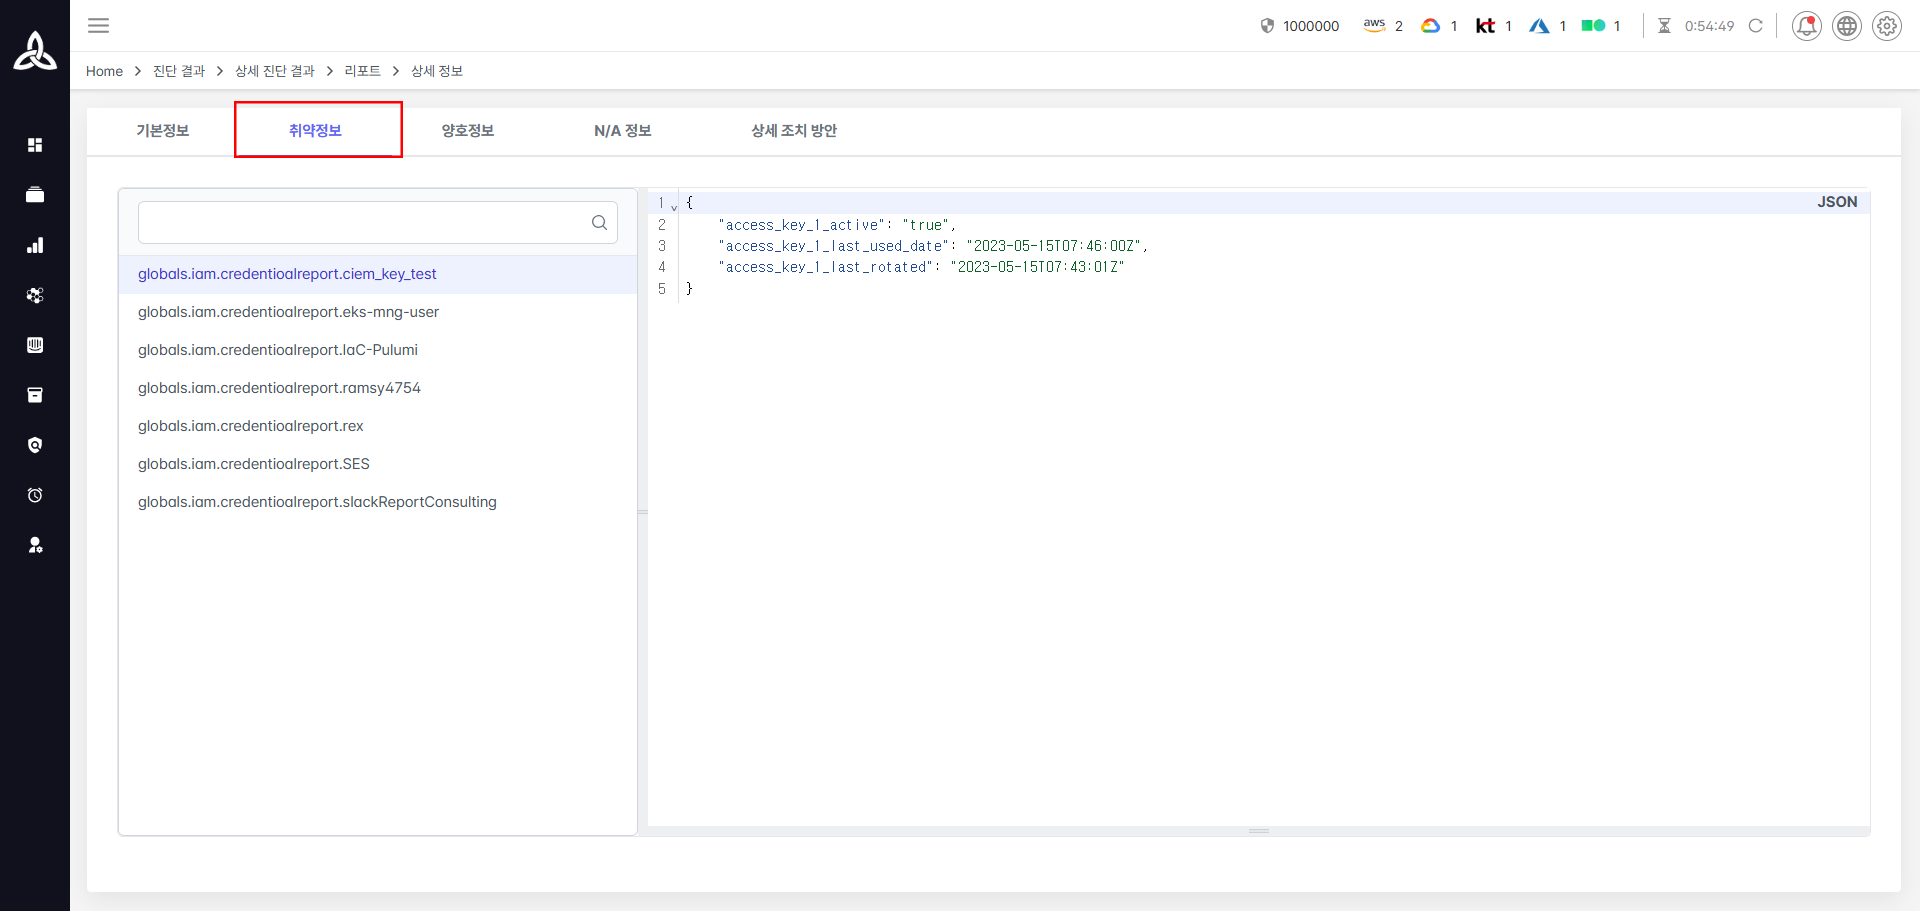 1000000 aws 2 1 kt 1 1 1 0:54:49
Home > 진단 결과 > 상세 진단 결과 > 리포트 > 상세 정보
기본정보 취약정보 양호정보 N/A 정보 상세 조치 방안
globals.iam.credentioalreport.ciem_key_test
globals.iam.credentioalreport.eks-mng-user
globals.iam.credentioalreport.IaC-Pulumi
globals.iam.credentioalreport.ramsy4754
globals.iam.credentioalreport.rex
globals.iam.credentioalreport.SES
globals.iam.credentioalreport.slackReportConsulting
JSON
1 {
2 "access_key_1_active": "true",
3 "access_key_1_last_used_date": "2023-05-15T07:46:00Z",
4 "access_key_1_last_rotated": "2023-05-15T07:43:01Z"
5 }